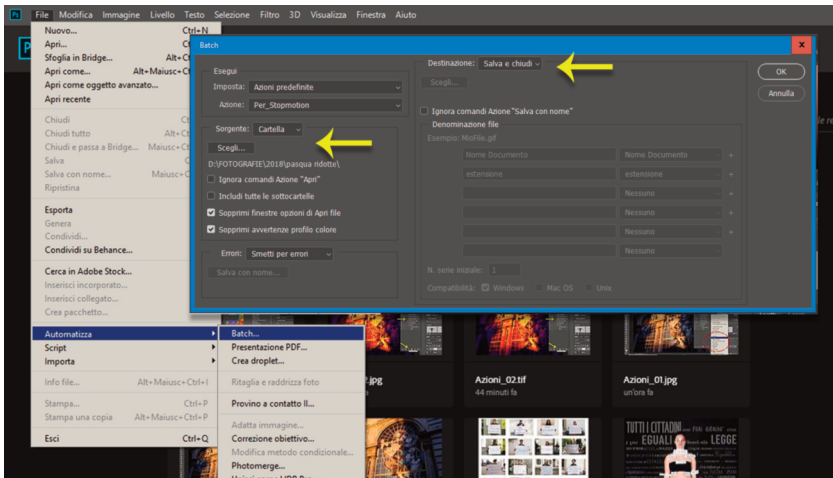 Ps File Modifica Immagine Livello Testo Selezione Filtro 3D Visualizza Finestra Aiuto
Nuovo... Ctrl+N
Apri...
Sfoglia in Bridge...
Apri come...
Apri come oggetto avanzato...
Apri recente
Chiudi
Chiudi tutto
Chiudi e passa a Bridge...
Salva
Salva con nome...
Ripristina
Esporta
Genera
Condividi...
Condividi su Behance...
Cerca in Adobe Stock...
Inserisci incorporato...
Inserisci collegato...
Crea pacchetto...
Automatizza
Script
Importa
Info file... Alt+Maiusc+Ctrl+I
Stampa... Ctrl+P
Stampa una copia Alt+Maiusc+Ctrl+P
Esci Ctrl+Q
Batch...
Presentazione PDF...
Crea droplet...
Ritaglia e raddrizza foto
Provino a contatto II...
Adatta immagine...
Correzione obiettivo...
Modifica metodo condizionale...
Photomerge...
Batch
Esegui
Imposta: Azioni predefinite
Azione: Per_Stopmotion
Sorgente: Cartella
Scegli...
D:\FOTOGRAFIE\2018\pasqua ridotte\
Ignora comandi Azione "Apri"
Includi tutte le sottocartelle
Sopprimi finestre opzioni di Apri file
Sopprimi avvertenze profilo colore
Errori: Smetti per errori
Salva con nome...
Destinazione: Salva e chiudi
Scegli...
Ignora comandi Azione "Salva con nome"
Denominazione file
Esempio: MioFile.gif
Nome Documento Nome Documento +
estensione estensione +
Nessuno +
Nessuno +
Nessuno +
Nessuno
N. serie iniziale: 1
Compatibilità: Windows Mac OS Unix
OK
Annulla
Azioni_02.tif
44 minuti fa
Azioni_01.jpg
un'ora fa
TUTTI I CITTADINI
EGUALI
LEGGE